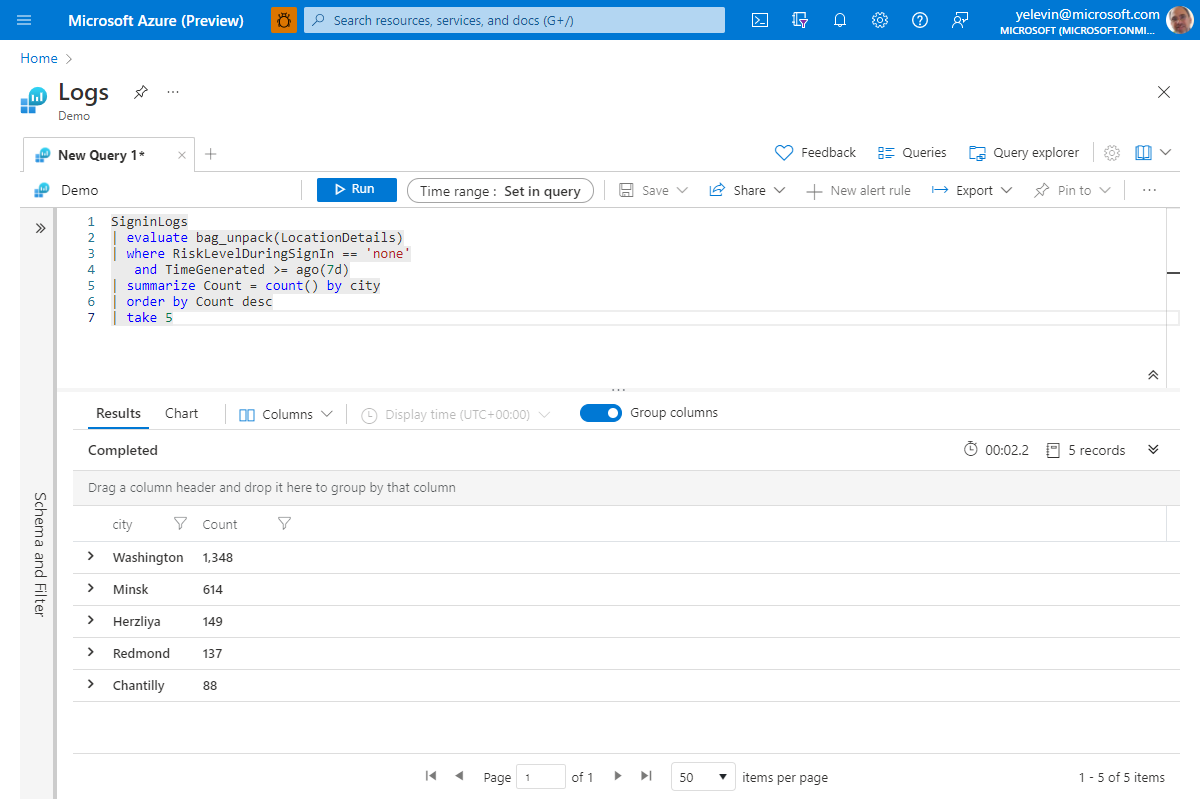 Microsoft Azure (Preview)
Search resources, services, and docs (G+/)
yelevin@microsoft.com
MICROSOFT (MICROSOFT.ONMI...
Home
Logs
...
Demo
New Query 1*
Feedback
Queries
Query explorer
Demo
Run
Time range : Set in query
Save
Share
New alert rule
Export
Pin to
...
1 SigninLogs
2 | evaluate bag_unpack(LocationDetails)
3 | where RiskLevelDuringSignIn == 'none'
4 and TimeGenerated >= ago(7d)
5 | summarize Count = count() by city
6 | order by Count desc
7 | take 5
...
Results
Chart
Columns
Display time (UTC+00:00)
Group columns
Completed
00:02.2
5 records
Drag a column header and drop it here to group by that column
city Count
Washington 1,348
Minsk 614
Herzliya 149
Redmond 137
Chantilly 88
Schema and Filter
Page 1 of 1
50 items per page
1 - 5 of 5 items